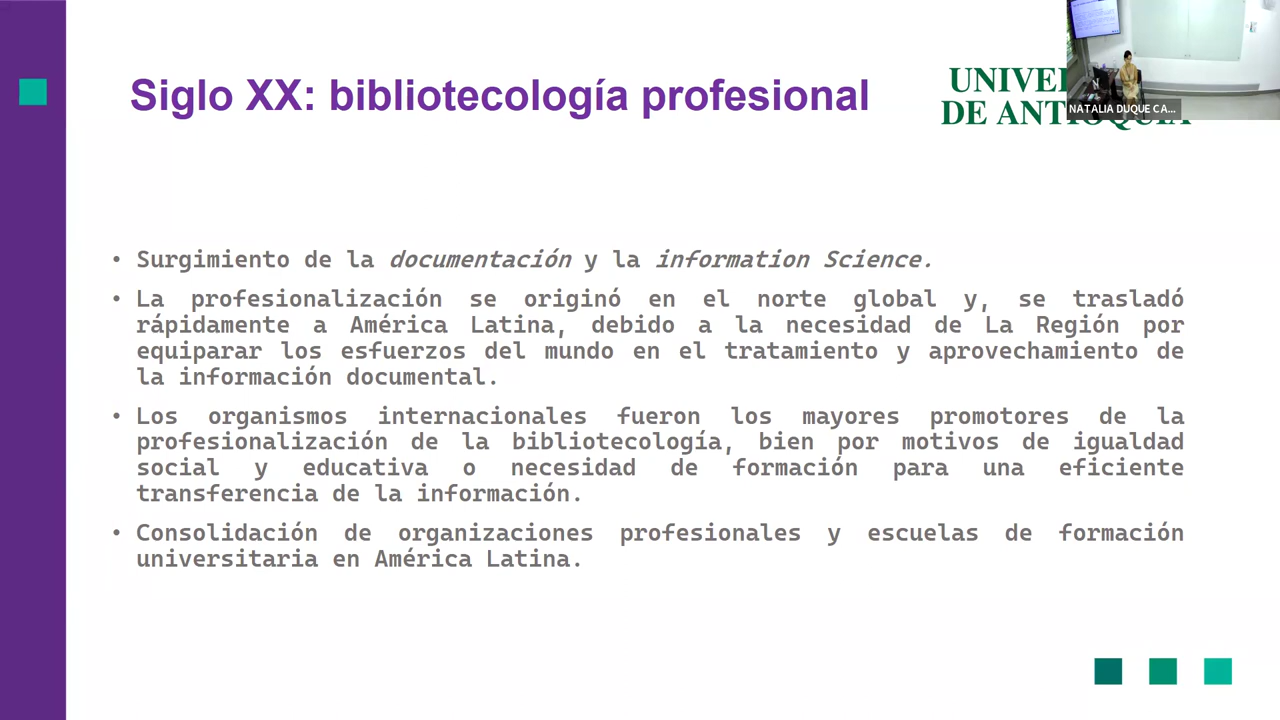 Siglo XX: bibliotecología profesional
UNIVE
DE ANTIOQUIA
NATALIA DUQUE CA...
• Surgimiento de la documentación y la information Science.
• La profesionalización se originó en el norte global y, se trasladó
rápidamente a América Latina, debido a la necesidad de La Región por
equiparar los esfuerzos del mundo en el tratamiento y aprovechamiento de
la información documental.
• Los organismos internacionales fueron los mayores promotores de la
profesionalización de la bibliotecología, bien por motivos de igualdad
social y educativa o necesidad de formación para una eficiente
transferencia de la información.
• Consolidación de organizaciones profesionales y escuelas de formación
universitaria en América Latina.